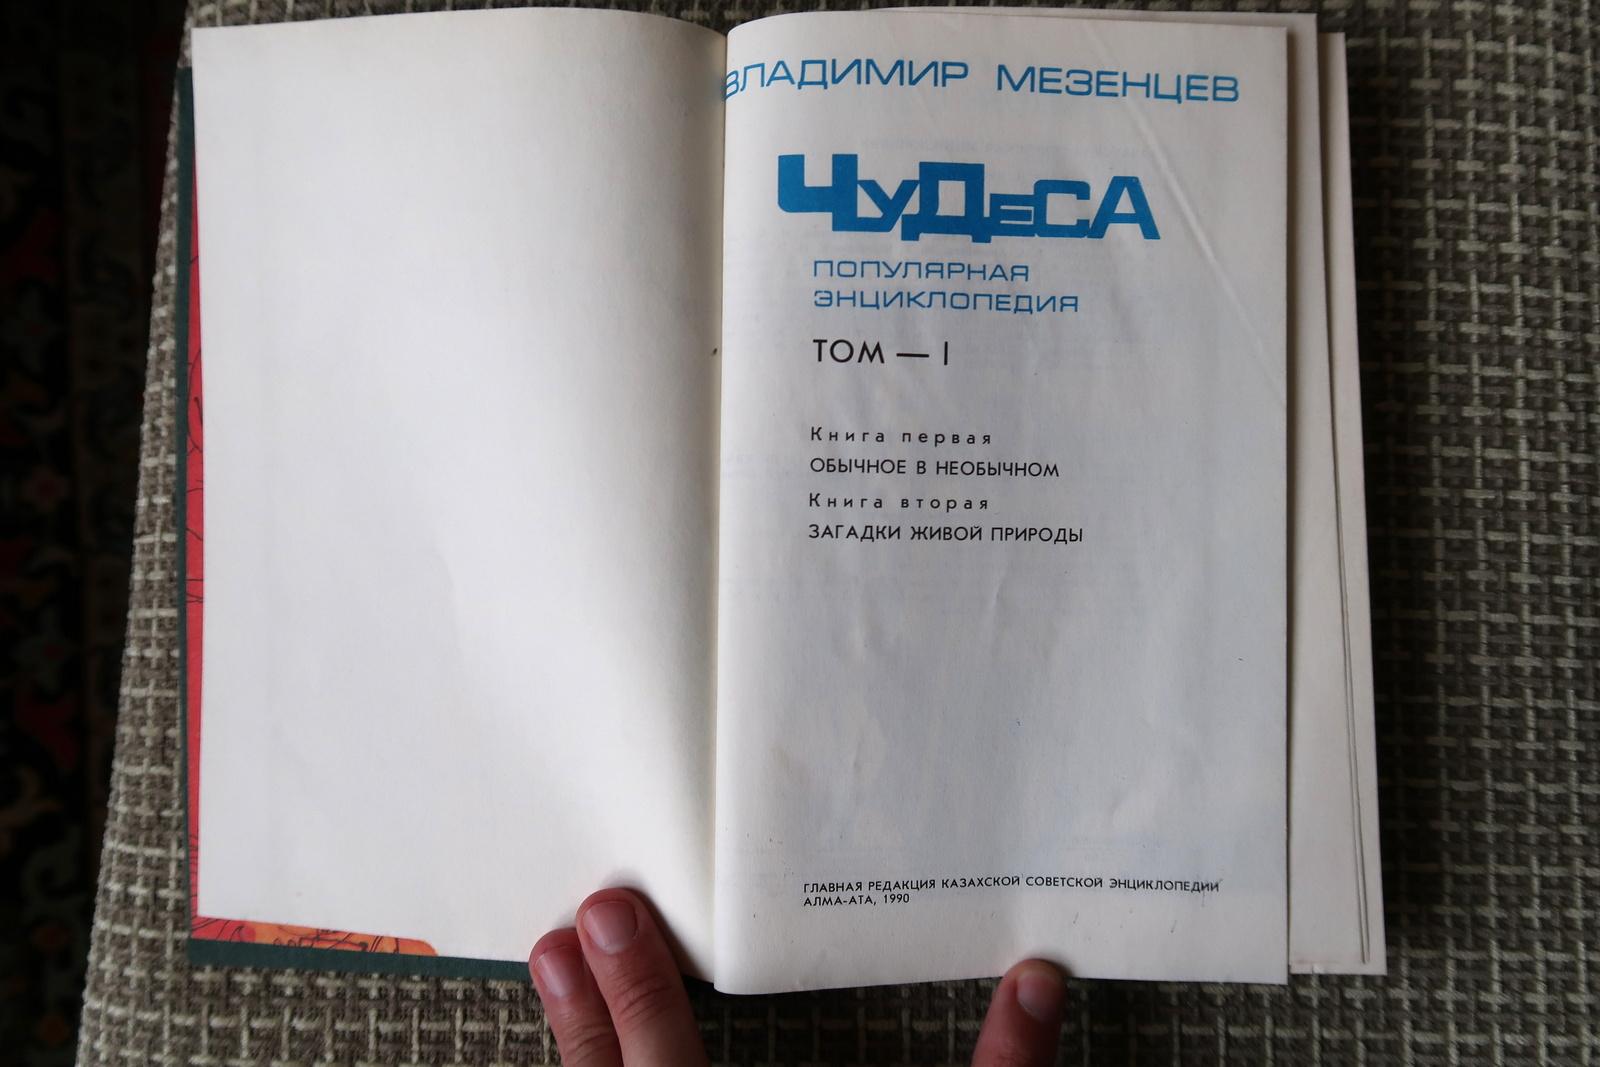 ВЛАДИМИР МЕЗЕНЦЕВ
ЧУДЕСА
ПОПУЛЯРНАЯ
ЭНЦИКЛОПЕДИЯ
ТОМ — I
Книга первая
ОБЫЧНОЕ В НЕОБЫЧНОМ
Книга вторая
ЗАГАДКИ ЖИВОЙ ПРИРОДЫ
ГЛАВНАЯ РЕДАКЦИЯ КАЗАХСКОЙ СОВЕТСКОЙ ЭНЦИКЛОПЕДИИ
АЛМА-АТА, 1990